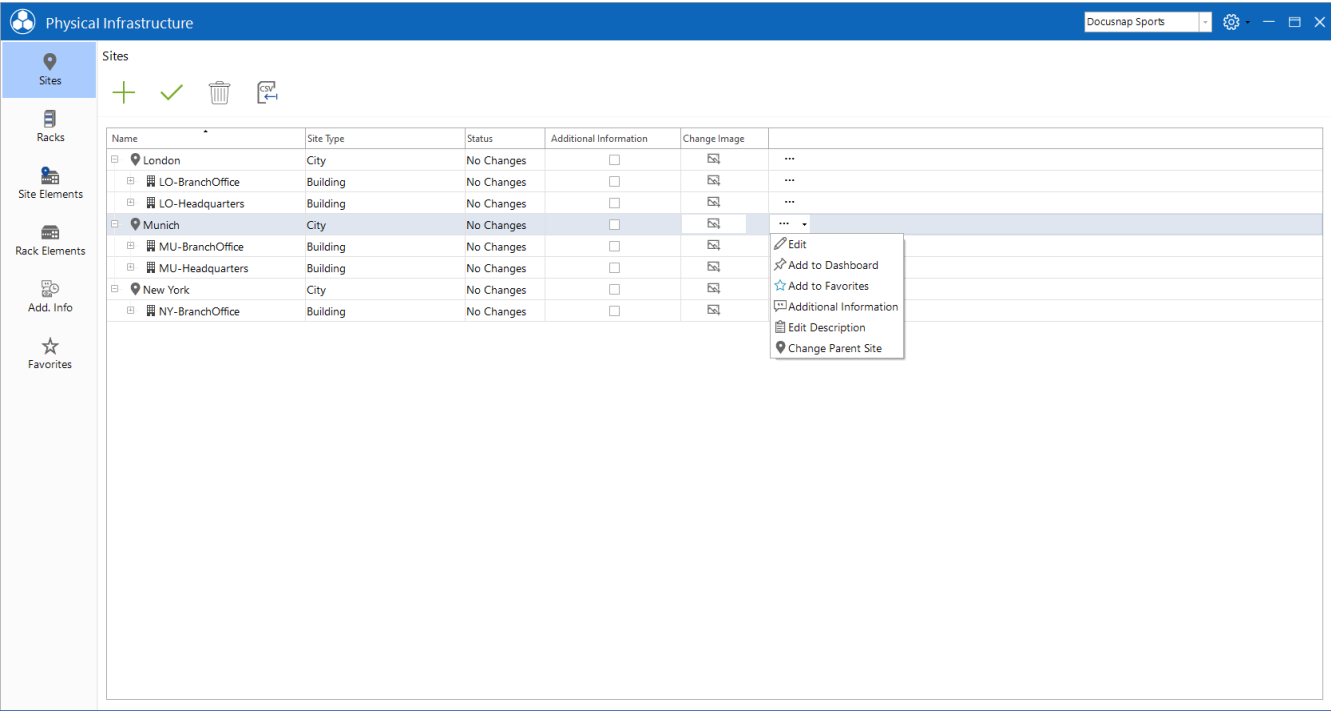 Physical Infrastructure
Docusnap Sports
Sites
Sites
CSV
Racks
Name Site Type Status Additional Information Change Image
London City No Changes ...
LO-BranchOffice Building No Changes ...
Site Elements
LO-Headquarters Building No Changes ...
Munich City No Changes ...
Rack Elements
MU-BranchOffice Building No Changes
Edit
MU-Headquarters Building No Changes
Add to Dashboard
New York City No Changes
Add to Favorites
Add. Info
NY-BranchOffice Building No Changes
Additional Information
Edit Description
Change Parent Site
Favorites